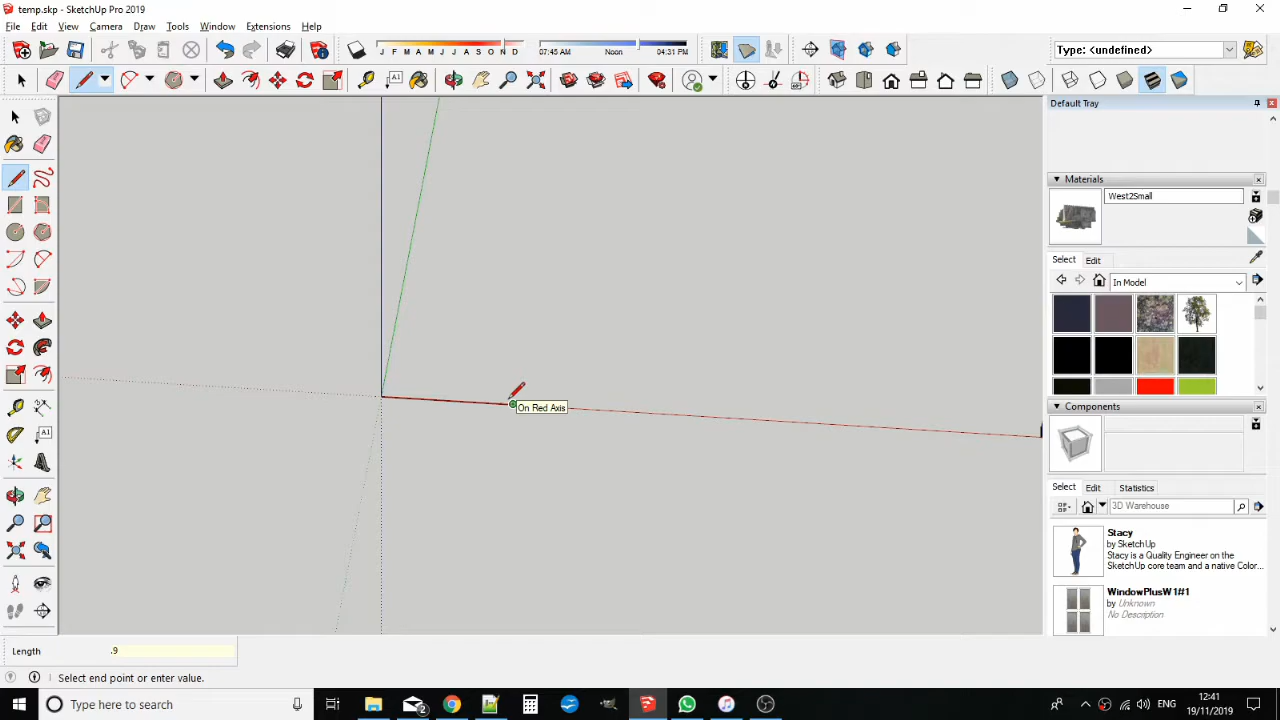 temp.skp - SketchUp Pro 2019
File Edit View Camera Draw Tools Window Extensions Help
J F M A M J J A S O N D
07:45 AM Noon 04:31 PM
Type: <undefined>
Default Tray
Materials
West2Small
Select Edit
In Model
On Red Axis
Components
Select Edit Statistics
3D Warehouse
Stacy
by SketchUp
Stacy is a Quality Engineer on the
SketchUp core team and a native Color...
WindowPlusW1#1
by Unknown
No Description
Length .9
Select end point or enter value.
Type here to search
2
ENG
12:41
19/11/2019